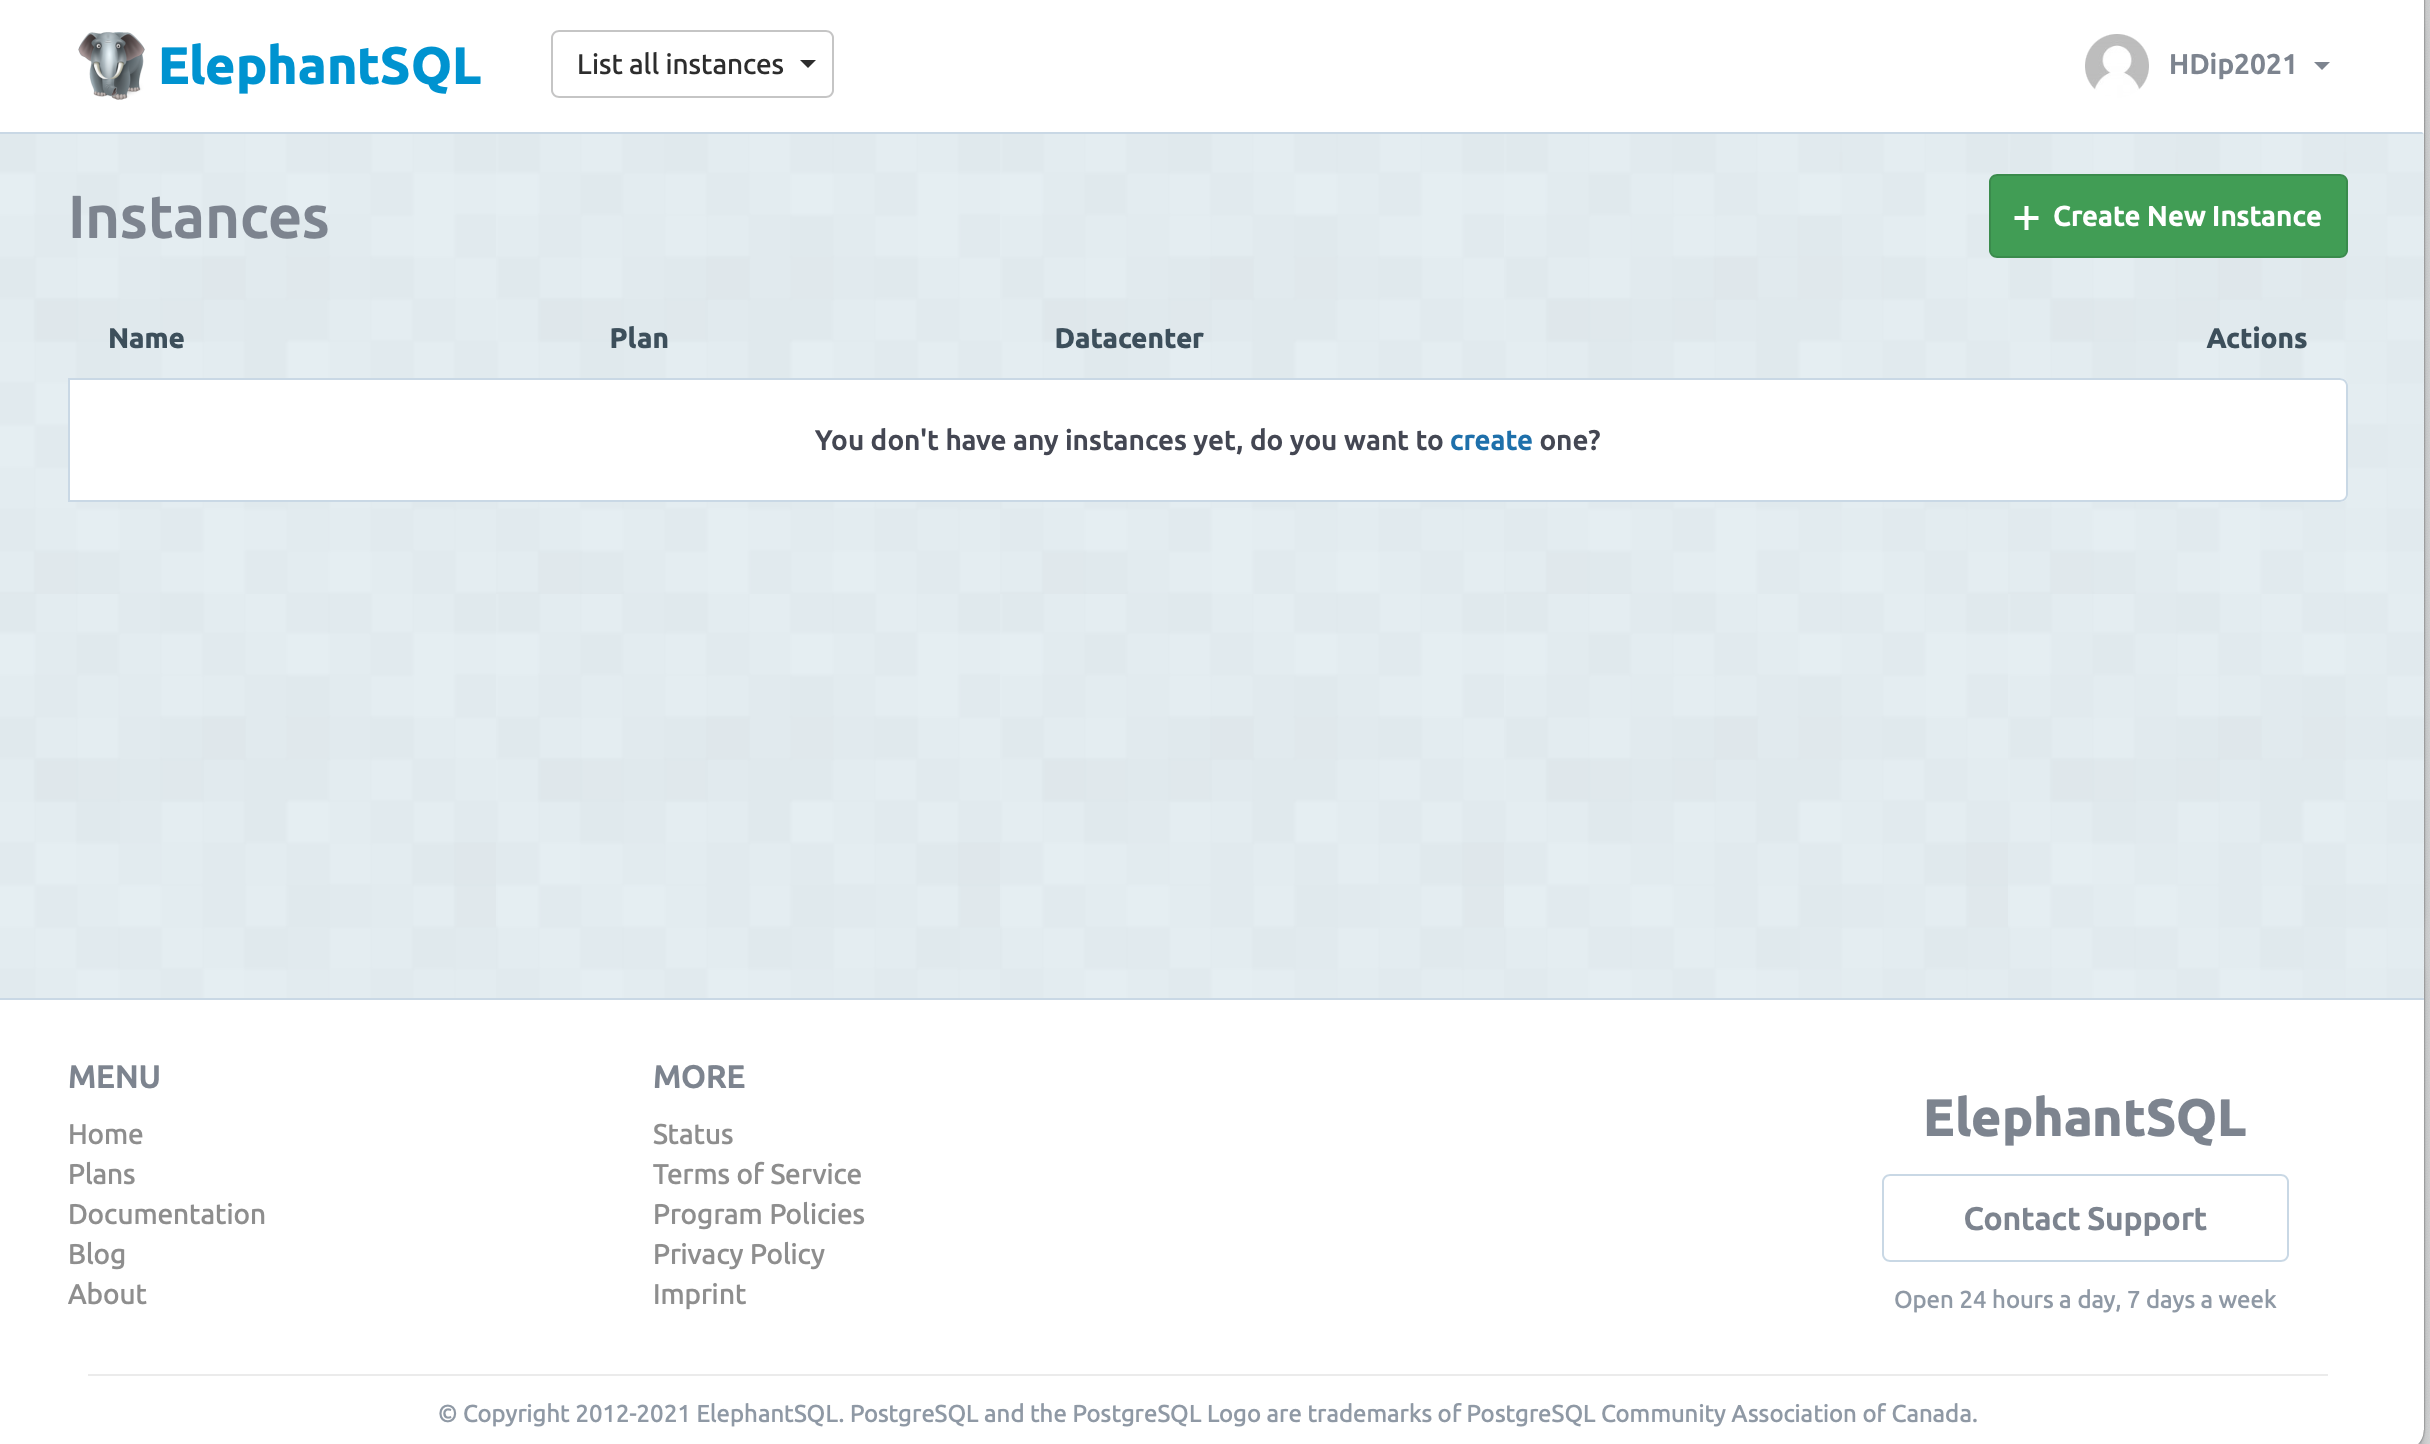 ElephantSQL
List all instances
HDip2021
Instances
+ Create New Instance
Name Plan Datacenter Actions
You don't have any instances yet, do you want to create one?
MENU
Home
Plans
Documentation
Blog
About
MORE
Status
Terms of Service
Program Policies
Privacy Policy
Imprint
ElephantSQL
Contact Support
Open 24 hours a day, 7 days a week
© Copyright 2012-2021 ElephantSQL. PostgreSQL and the PostgreSQL Logo are trademarks of PostgreSQL Community Association of Canada.